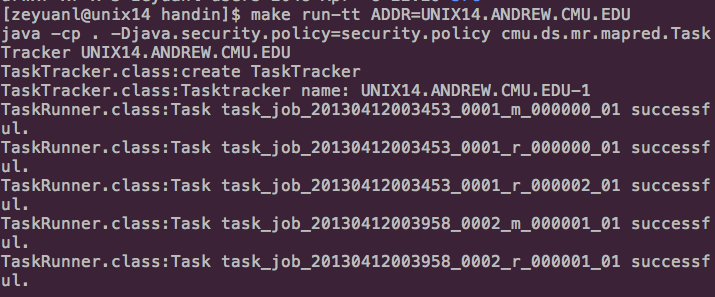 [zeyuanl@unix14 handin]$ make run-tt ADDR=UNIX14.ANDREW.CMU.EDU
java -cp . -Djava.security.policy=security.policy cmu.ds.mr.mapred.Task
Tracker UNIX14.ANDREW.CMU.EDU
TaskTracker.class:create TaskTracker
TaskTracker.class:Tasktracker name: UNIX14.ANDREW.CMU.EDU-1
TaskRunner.class:Task task_job_20130412003453_0001_m_000000_01 successf
ul.
TaskRunner.class:Task task_job_20130412003453_0001_r_000000_01 successf
ul.
TaskRunner.class:Task task_job_20130412003453_0001_r_000002_01 successf
ul.
TaskRunner.class:Task task_job_20130412003958_0002_m_000001_01 successf
ul.
TaskRunner.class:Task task_job_20130412003958_0002_r_000001_01 successf
ul.